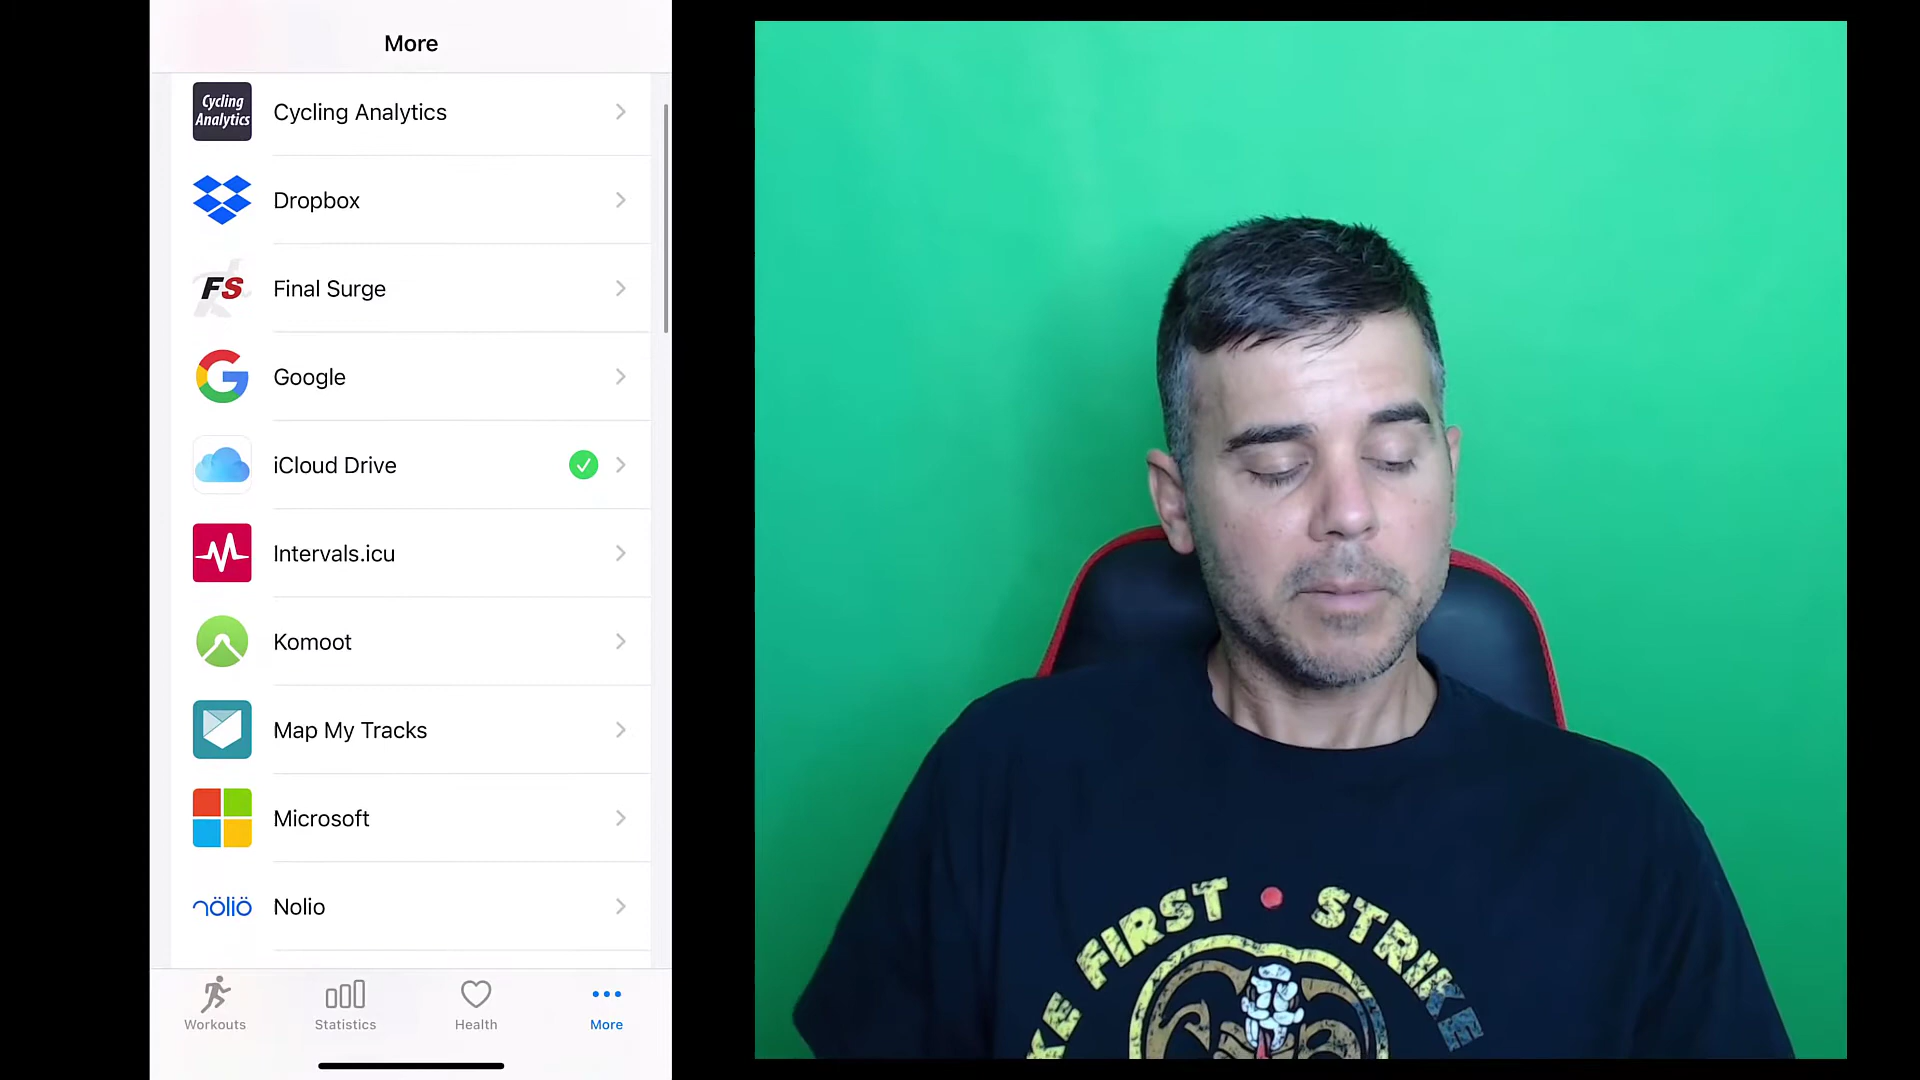 More
Cycling
Analytics
Cycling Analytics
Dropbox
FS
Final Surge
G
Google
iCloud Drive
Intervals.icu
Komoot
Map My Tracks
Microsoft
nöliö
Nolio
Workouts
Statistics
Health
More
KE FIRST • STRIKE